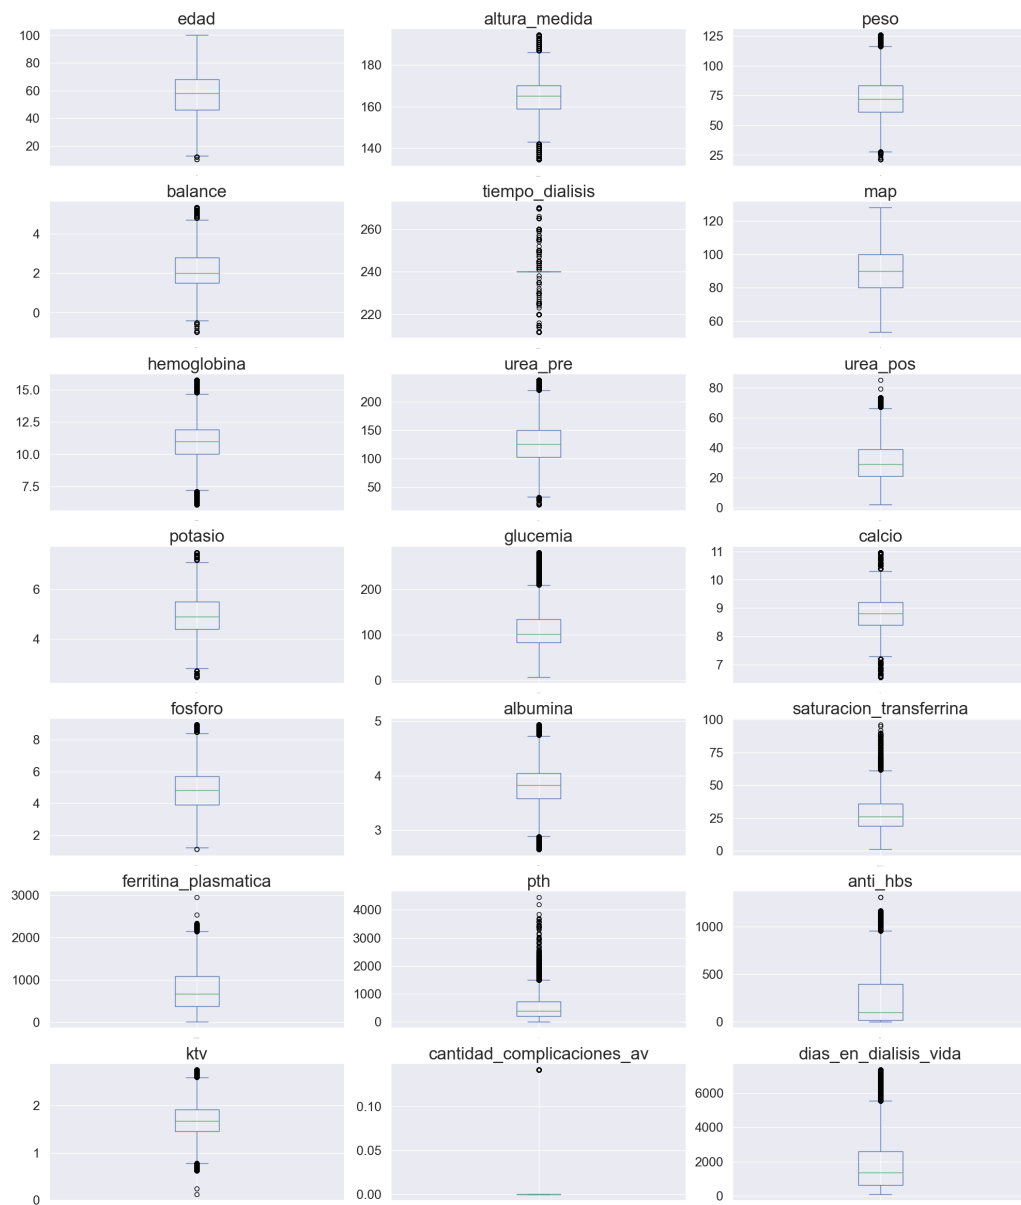 edad altura_medida peso
100 80 60 40 20
180 160 140
125 100 75 50 25
balance tiempo_dialisis map
4 2 0
260 240 220
120 100 80 60
hemoglobina urea_pre urea_pos
15.0 12.5 10.0 7.5
200 150 100 50
80 60 40 20 0
potasio glucemia calcio
6 4
200 100 0
11 10 9 8 7
fosforo albumina saturacion_transferrina
8 6 4 2
5 4 3
100 75 50 25 0
ferritina_plasmatica pth anti_hbs
3000 2000 1000 0
4000 3000 2000 1000 0
1000 500 0
ktv cantidad_complicaciones_av dias_en_dialisis_vida
2 1 0
0.10 0.05 0.00
6000 4000 2000 0